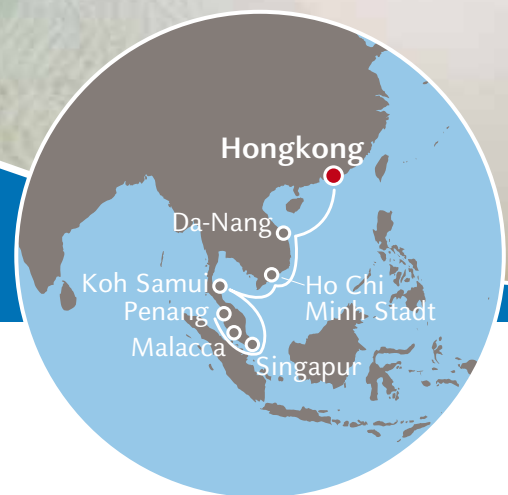 Hongkong
Da-Nang
Koh Samui
Ho Chi
Minh Stadt
Penang
Malacca
Singapur